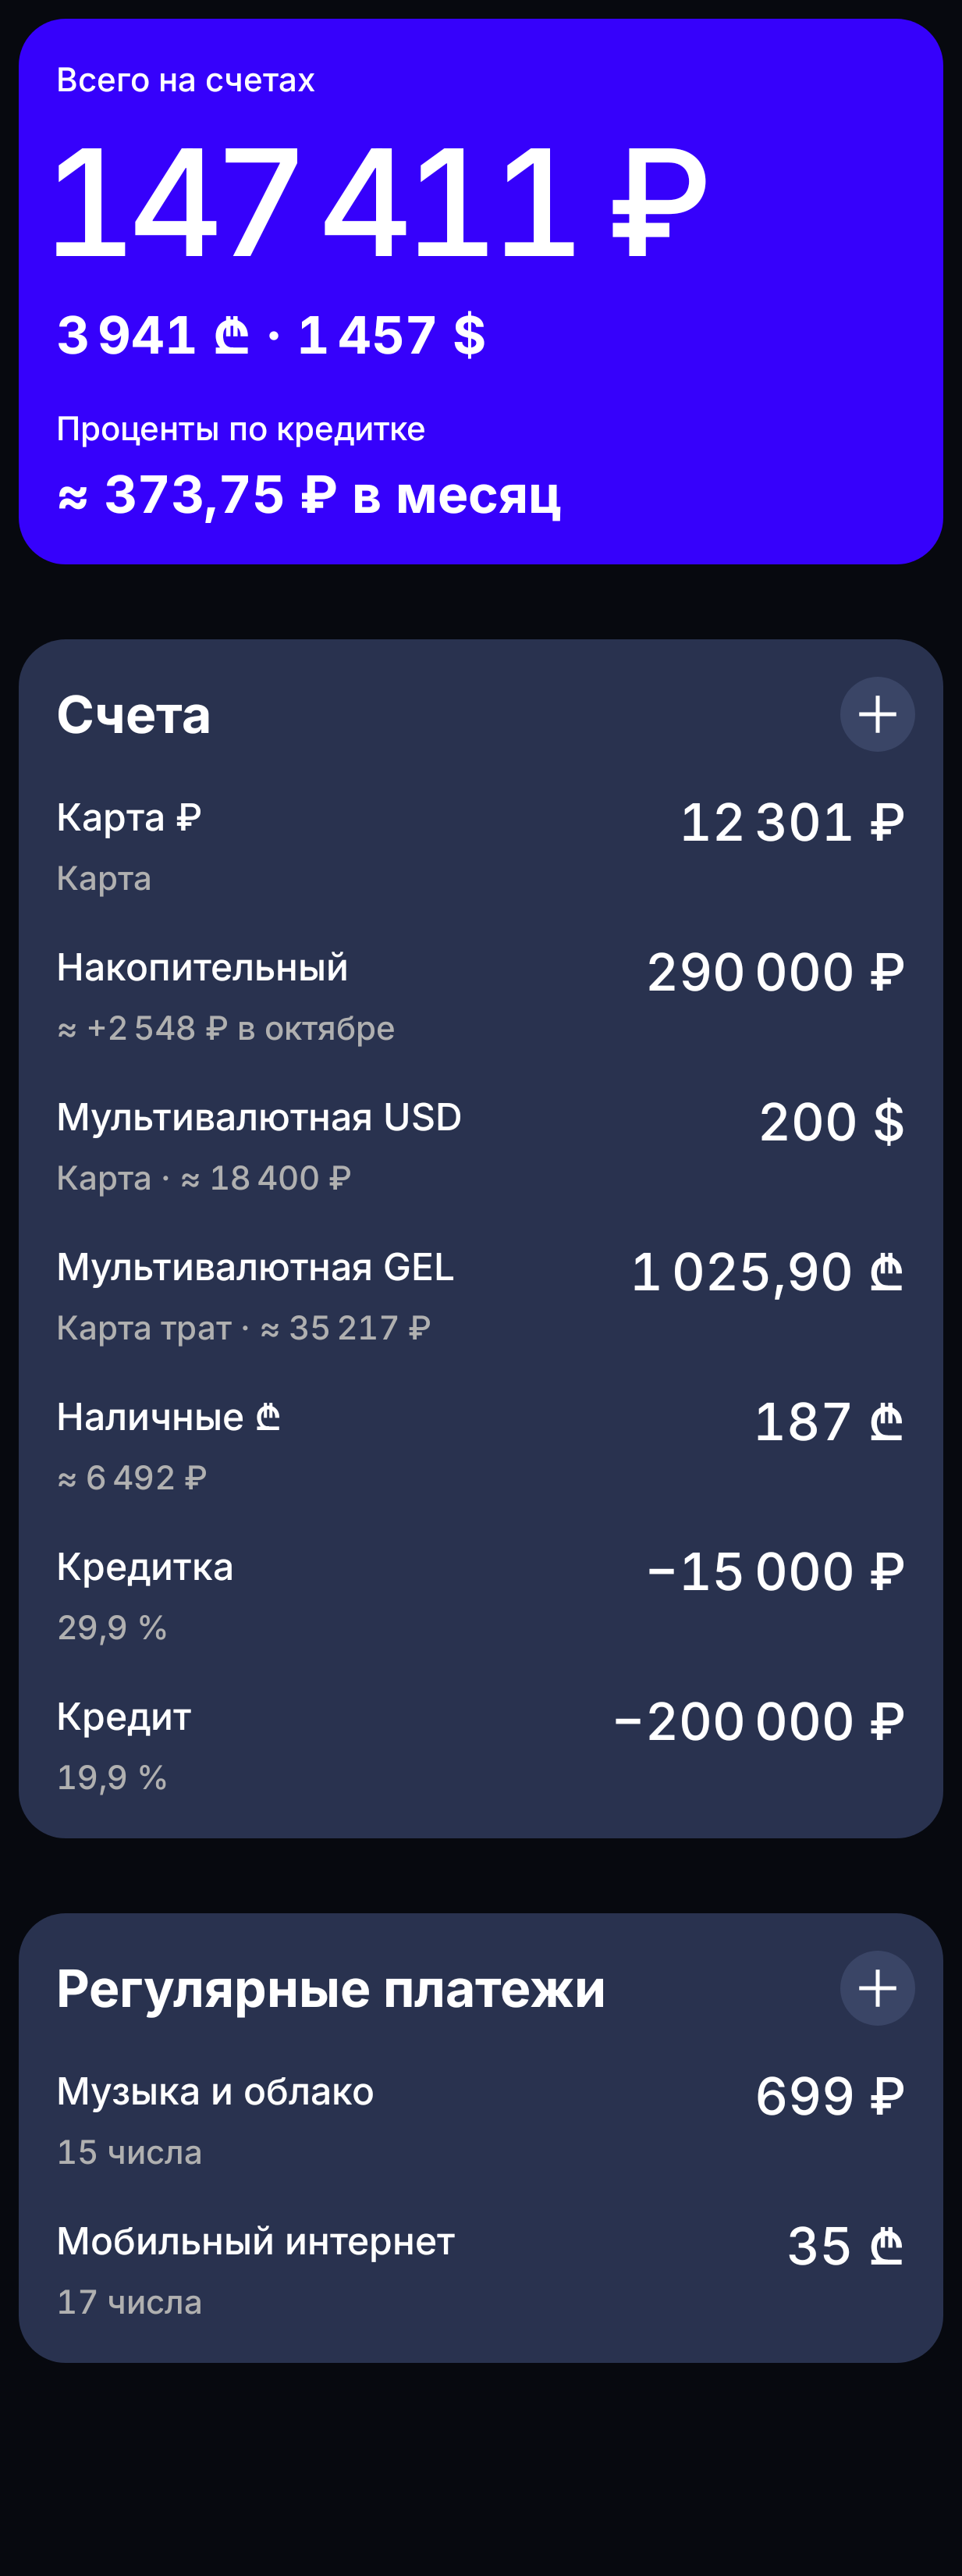 Всего на счетах
147 411 ₽
3 941 ₾ · 1 457 $
Проценты по кредитке
≈ 373,75 ₽ в месяц
Счета
Карта ₽
12 301 ₽
Карта
Накопительный
290 000 ₽
≈ +2 548 ₽ в октябре
Мультивалютная USD
200 $
Карта · ≈ 18 400 ₽
Мультивалютная GEL
1 025,90 ₾
Карта трат · ≈ 35 217 ₽
Наличные ₾
187 ₾
≈ 6 492 ₽
Кредитка
−15 000 ₽
29,9 %
Кредит
−200 000 ₽
19,9 %
Регулярные платежи
Музыка и облако
699 ₽
15 числа
Мобильный интернет
35 ₾
17 числа